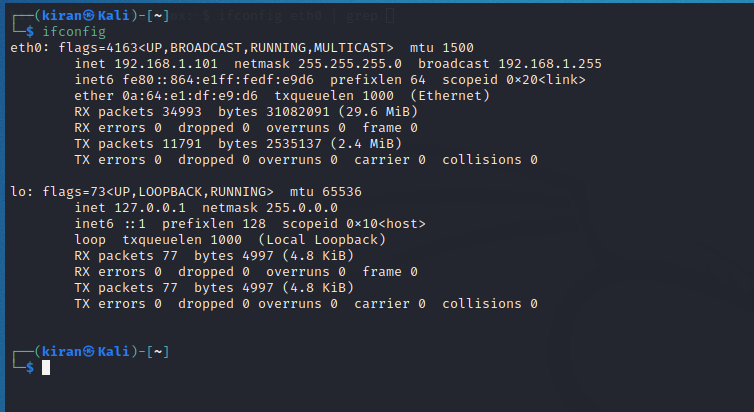 ┌──(kiran㉿Kali)-[~]
└─$ ifconfig
eth0: flags=4163<UP,BROADCAST,RUNNING,MULTICAST>  mtu 1500
        inet 192.168.1.101  netmask 255.255.255.0  broadcast 192.168.1.255
        inet6 fe80::864:e1ff:fedf:e9d6  prefixlen 64  scopeid 0×20<link>
        ether 0a:64:e1:df:e9:d6  txqueuelen 1000  (Ethernet)
        RX packets 34993  bytes 31082091 (29.6 MiB)
        RX errors 0  dropped 0  overruns 0  frame 0
        TX packets 11791  bytes 2535137 (2.4 MiB)
        TX errors 0  dropped 0 overruns 0  carrier 0  collisions 0

lo: flags=73<UP,LOOPBACK,RUNNING>  mtu 65536
        inet 127.0.0.1  netmask 255.0.0.0
        inet6 ::1  prefixlen 128  scopeid 0×10<host>
        loop  txqueuelen 1000  (Local Loopback)
        RX packets 77  bytes 4997 (4.8 KiB)
        RX errors 0  dropped 0  overruns 0  frame 0
        TX packets 77  bytes 4997 (4.8 KiB)
        TX errors 0  dropped 0 overruns 0  carrier 0  collisions 0

┌──(kiran㉿Kali)-[~]
└─$